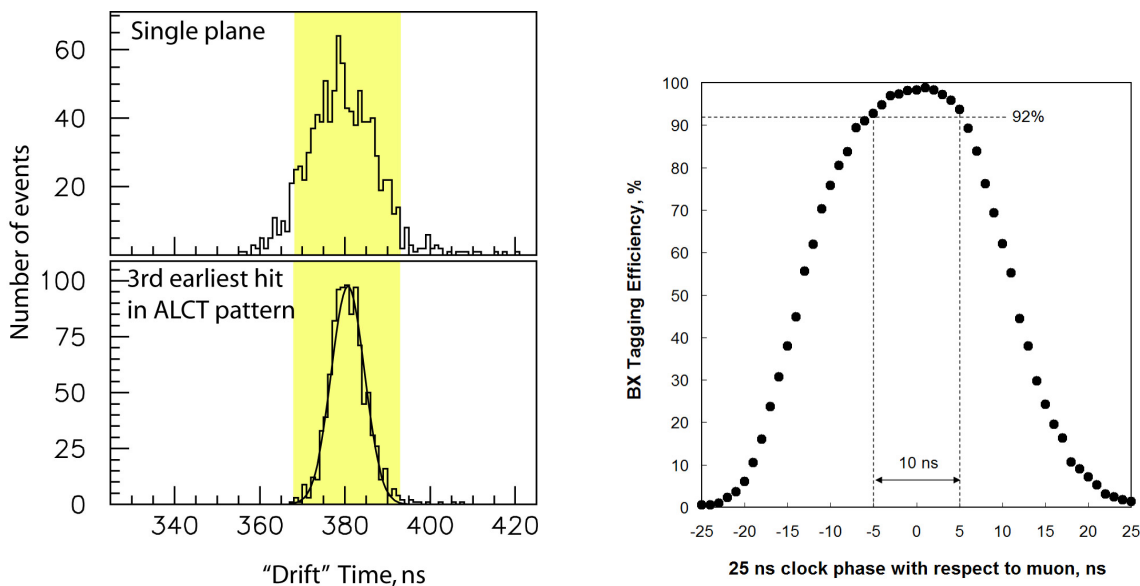 Single plane
60
40
20
Number of events
3rd earliest hit
in ALCT pattern
100
75
50
25
0
340 360 380 400 420
“Drift” Time, ns
100
90
80
70
60
50
40
30
20
10
0
BX Tagging Efficiency, %
92%
10 ns
-25 -20 -15 -10 -5 0 5 10 15 20 25
25 ns clock phase with respect to muon, ns